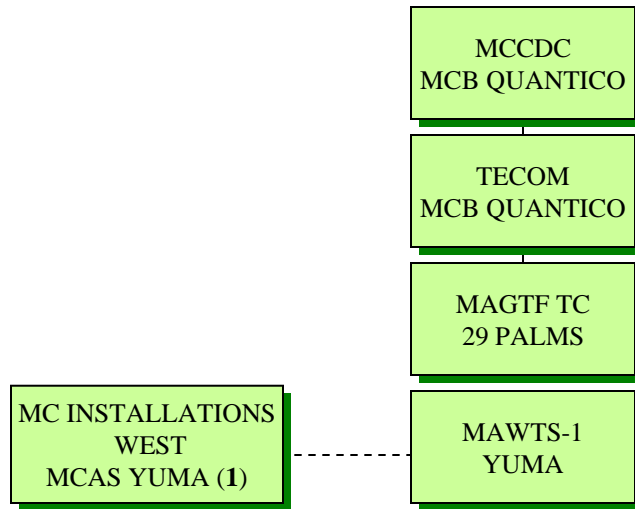 MCCDC
MCB QUANTICO
TECOM
MCB QUANTICO
MAGTF TC
29 PALMS
MC INSTALLATIONS
WEST
MCAS YUMA (1)
MAWTS-1
YUMA